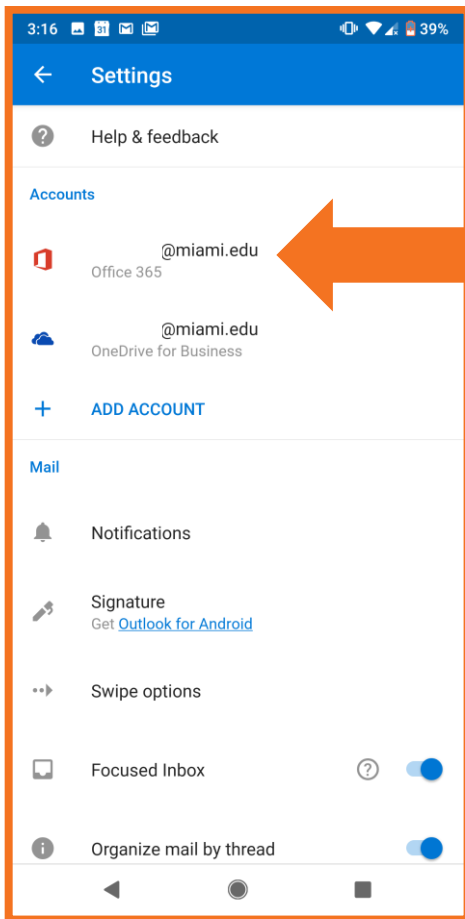 3:16 31 39%
Settings
Help & feedback
Accounts
@miami.edu
Office 365
@miami.edu
OneDrive for Business
ADD ACCOUNT
Mail
Notifications
Signature
Get Outlook for Android
Swipe options
Focused Inbox
Organize mail by thread